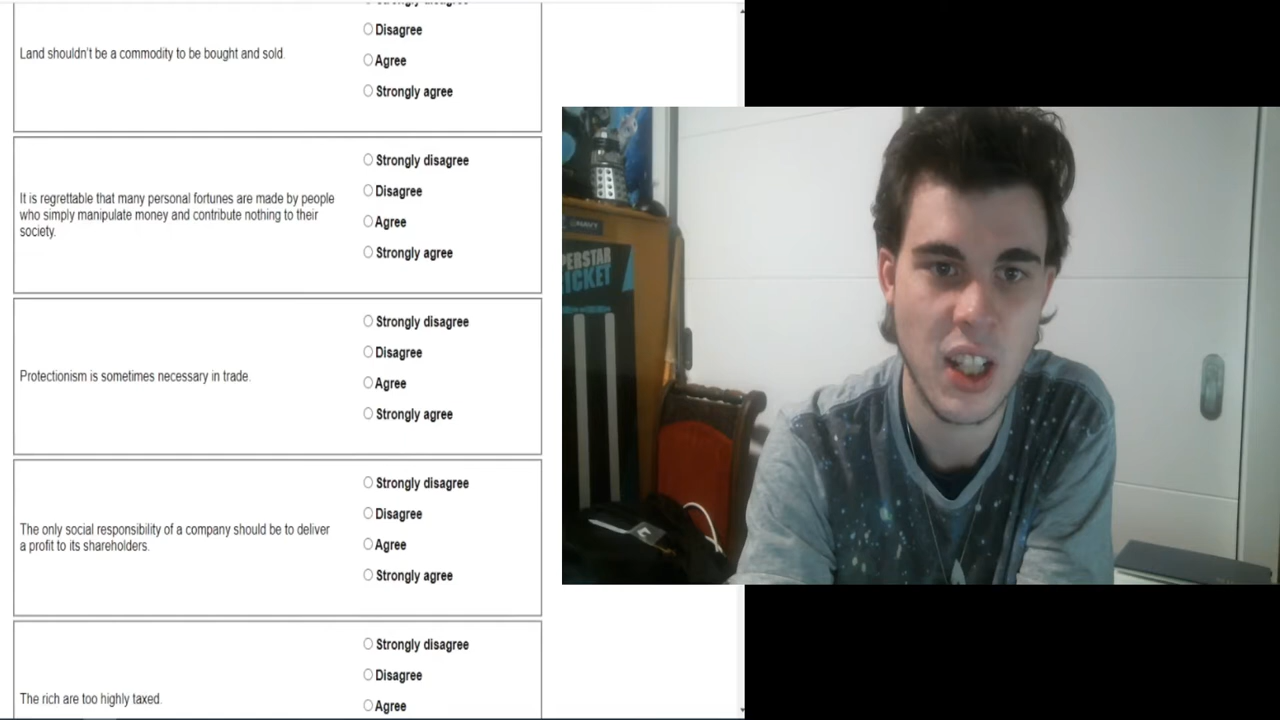 Disagree
Land shouldn't be a commodity to be bought and sold.
Agree
Strongly agree
Strongly disagree
It is regrettable that many personal fortunes are made by people
who simply manipulate money and contribute nothing to their
society.
Disagree
Agree
Strongly agree
Strongly disagree
Protectionism is sometimes necessary in trade.
Disagree
Agree
Strongly agree
Strongly disagree
The only social responsibility of a company should be to deliver
a profit to its shareholders.
Disagree
Agree
Strongly agree
Strongly disagree
The rich are too highly taxed.
Disagree
Agree